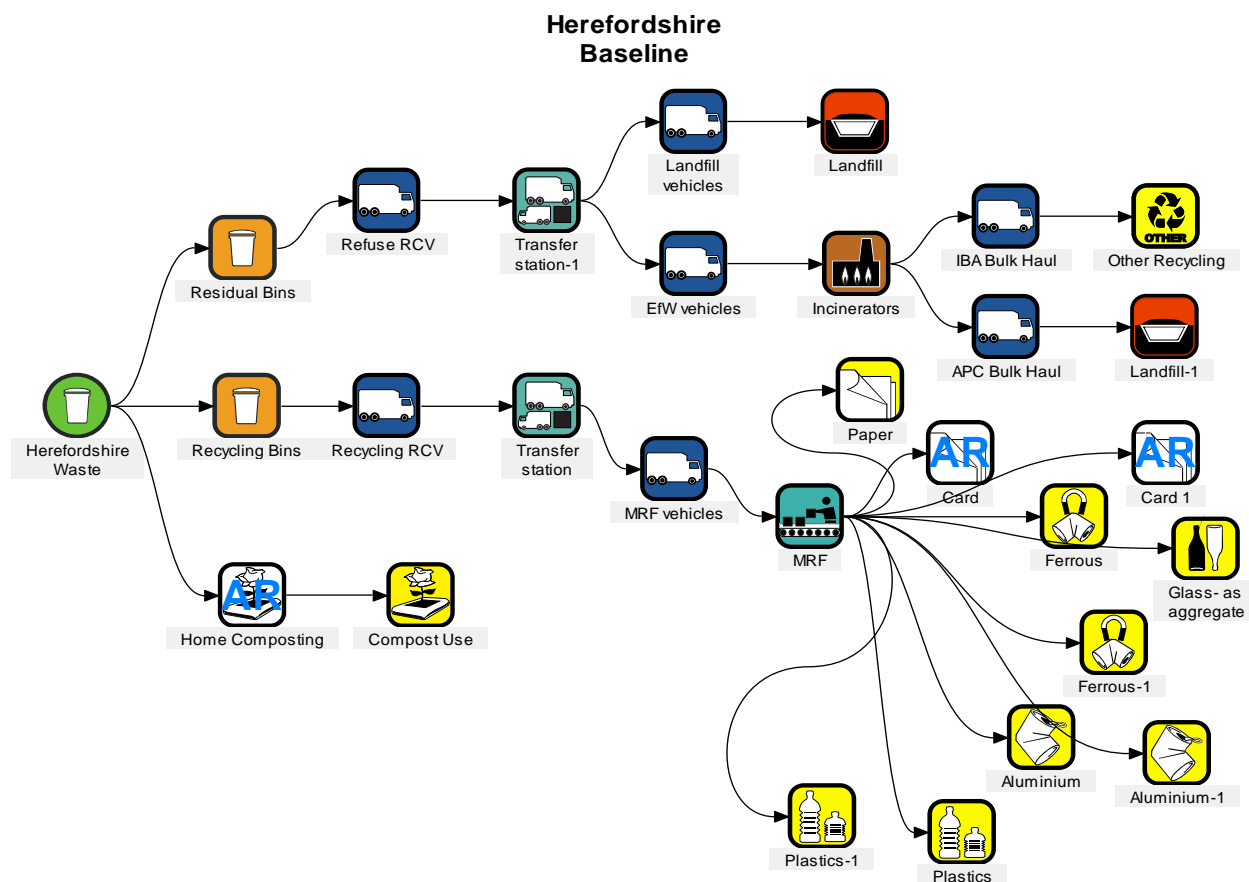 Herefordshire
Baseline
Landfill
vehicles
Landfill
Refuse RCV
Transfer
station-1
IBA Bulk Haul
OTHER
Other Recycling
Residual Bins
EfW vehicles
Incinerators
APC Bulk Haul
Landfill-1
Herefordshire
Waste
Recycling Bins
Recycling RCV
Transfer
station
Paper
AR
Card
AR
Card 1
MRF vehicles
MRF
Ferrous
Glass- as
aggregate
AR
Home Composting
Compost Use
Ferrous-1
Aluminium
Aluminium-1
Plastics-1
Plastics